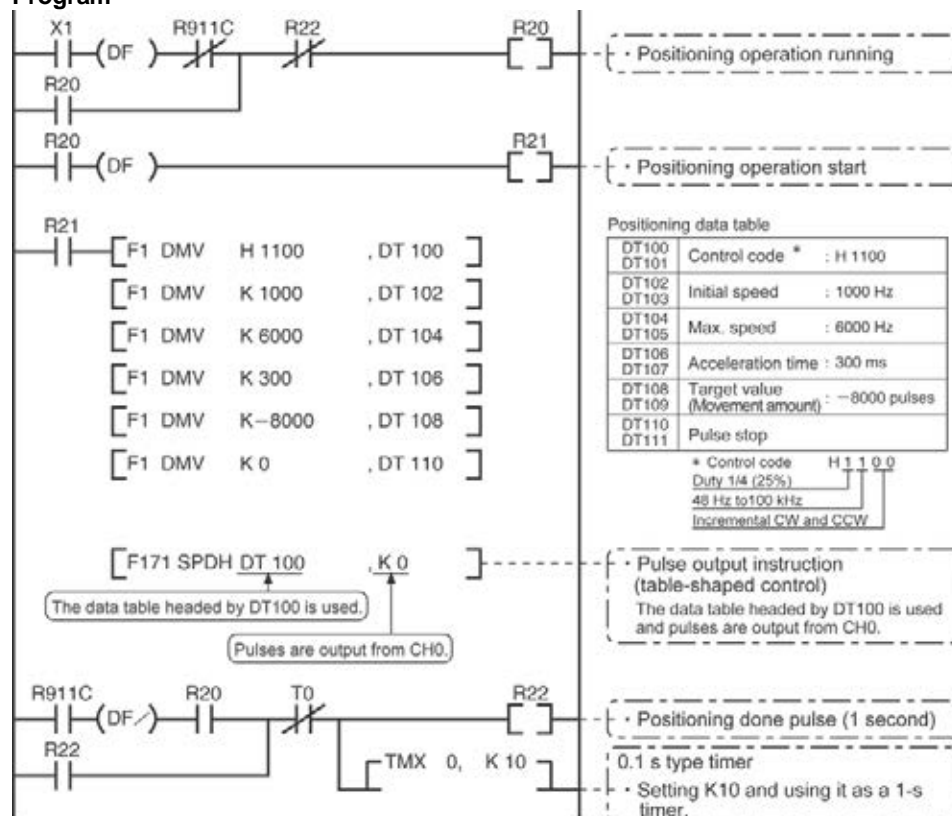 Program
X1 R911C R22 R20
(DF )
· Positioning operation running
R20
R20 R21
(DF )
· Positioning operation start
R21
F1 DMV H 1100 , DT 100
F1 DMV K 1000 , DT 102
F1 DMV K 6000 , DT 104
F1 DMV K 300 , DT 106
F1 DMV K−8000 , DT 108
F1 DMV K 0 , DT 110
Positioning data table
DT100
DT101
Control code * : H 1100
DT102
DT103
Initial speed : 1000 Hz
DT104
DT105
Max. speed : 6000 Hz
DT106
DT107
Acceleration time : 300 ms
DT108
DT109
Target value
(Movement amount) : −8000 pulses
DT110
DT111
Pulse stop
* Control code H 1 1 0 0
Duty 1/4 (25%)
48 Hz to100 kHz
Incremental CW and CCW
F171 SPDH DT 100 , K 0
The data table headed by DT100 is used.
Pulses are output from CH0.
· Pulse output instruction
(table-shaped control)
The data table headed by DT100 is used
and pulses are output from CH0.
R911C R20 T0 R22
(DF/)
· Positioning done pulse (1 second)
R22
TMX 0, K 10
0.1 s type timer
· Setting K10 and using it as a 1-s
timer.